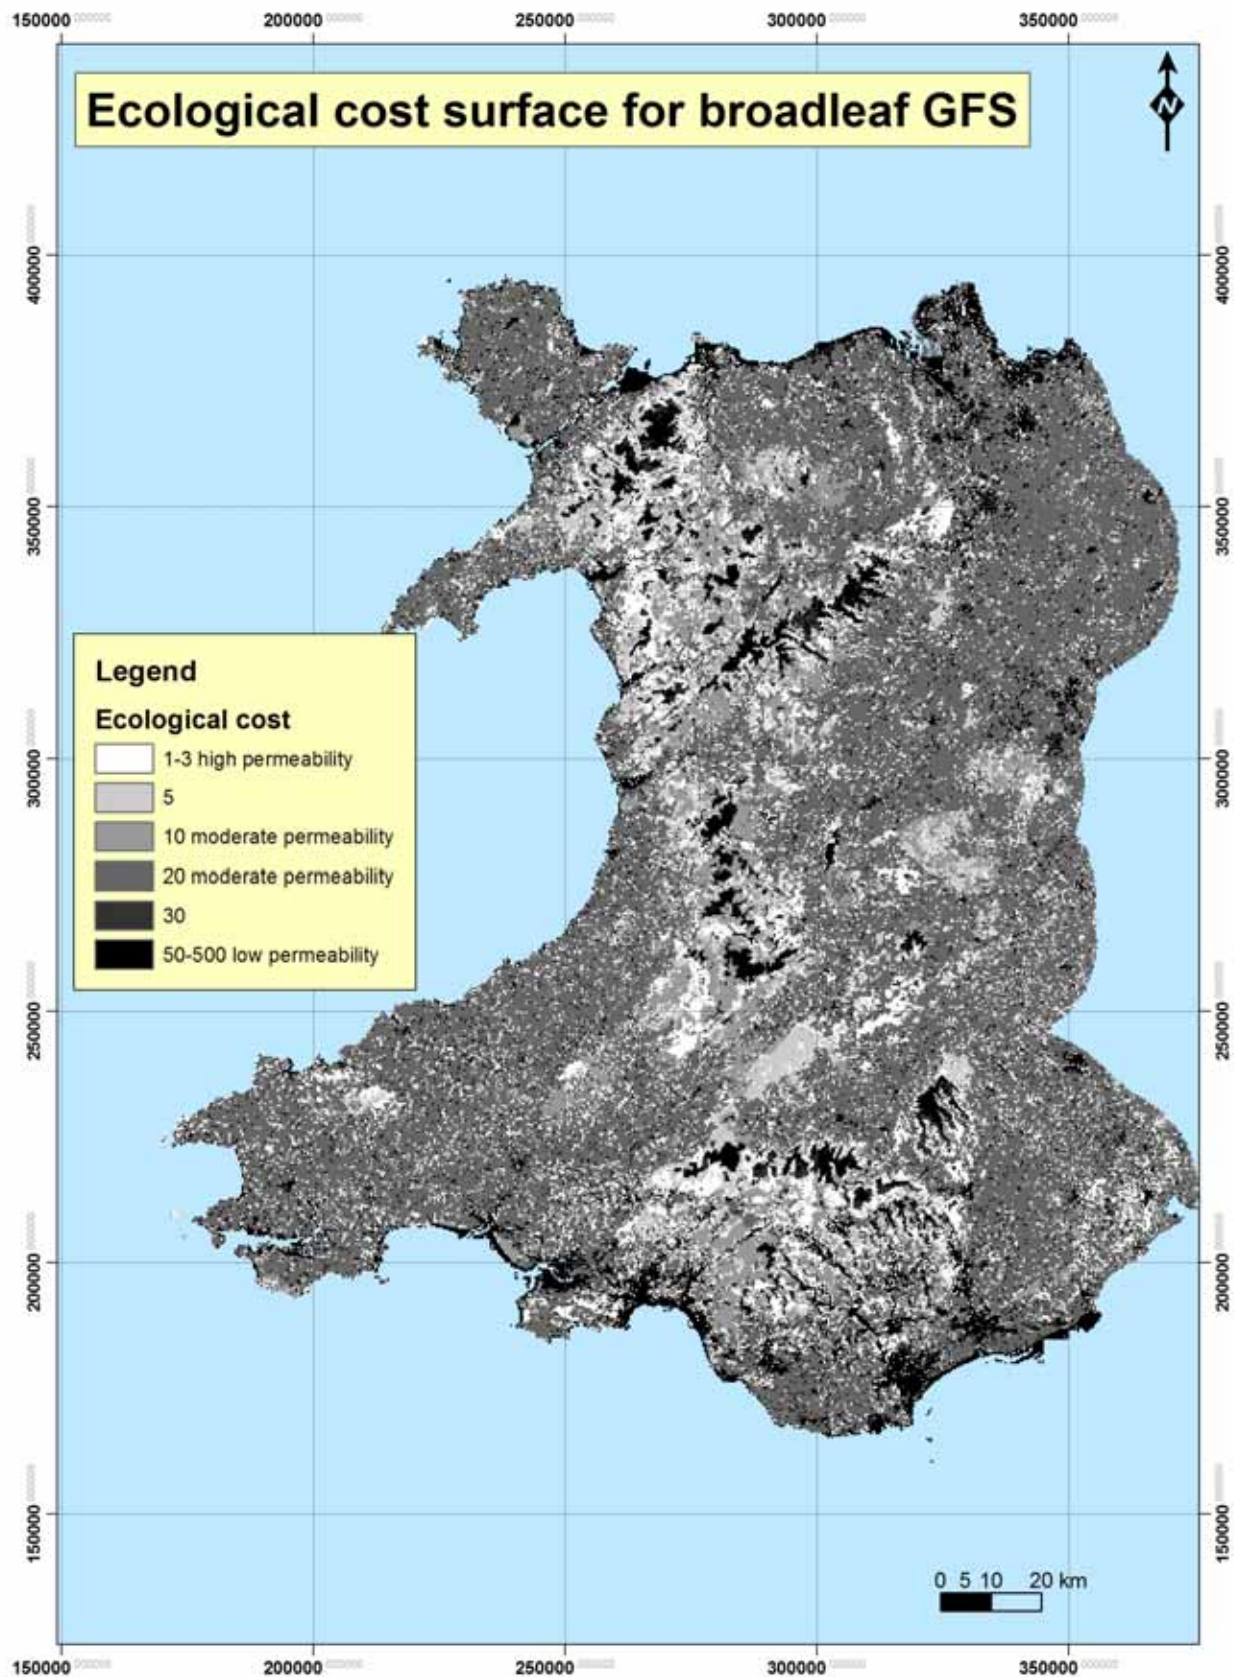 150000 200000 250000 300000 350000
Ecological cost surface for broadleaf GFS
N
400000 400000
350000 350000
Legend
Ecological cost
1-3 high permeability
300000 300000
5
10 moderate permeability
20 moderate permeability
30
50-500 low permeability
250000 250000
200000 200000
150000 150000
0 5 10 20 km
150000 200000 250000 300000 350000